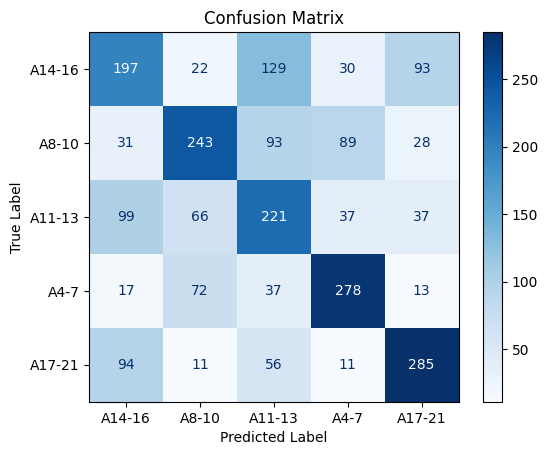 Confusion Matrix
True Label
A14-16 197 22 129 30 93
A8-10 31 243 93 89 28
A11-13 99 66 221 37 37
A4-7 17 72 37 278 13
A17-21 94 11 56 11 285
A14-16 A8-10 A11-13 A4-7 A17-21
Predicted Label
250
200
150
100
50